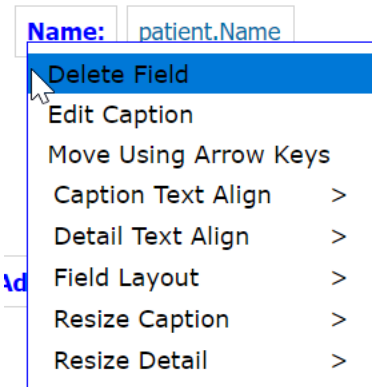 Name: patient.Name
Delete Field
Edit Caption
Move Using Arrow Keys
Caption Text Align >
Detail Text Align >
Field Layout >
Ad
Resize Caption >
Resize Detail >